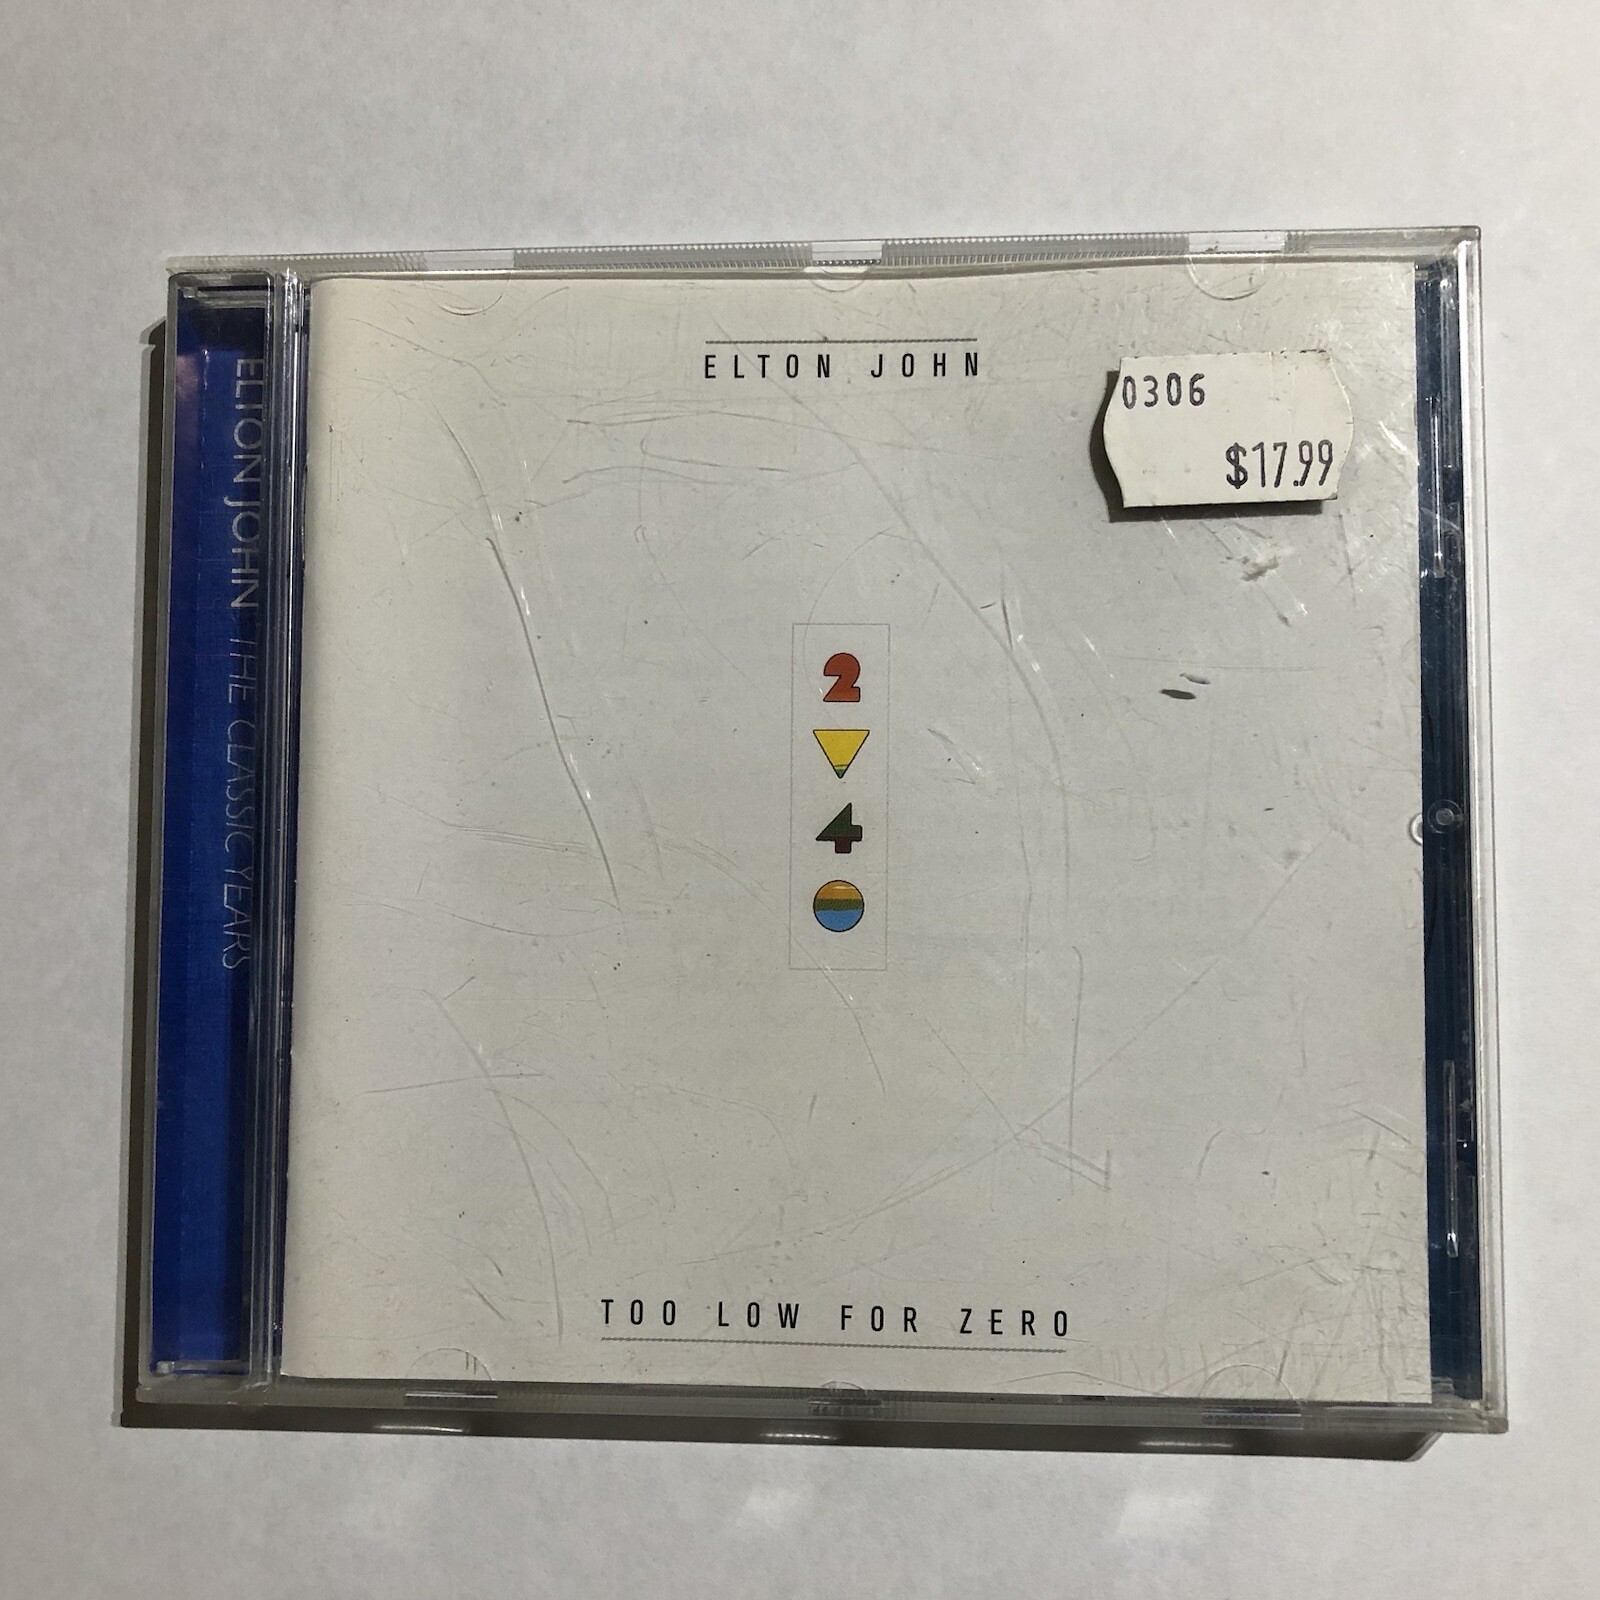 ELTON JOHN THE CLASSIC YEARS
ELTON JOHN
0306
$17.99
2
4
TOO LOW FOR ZERO